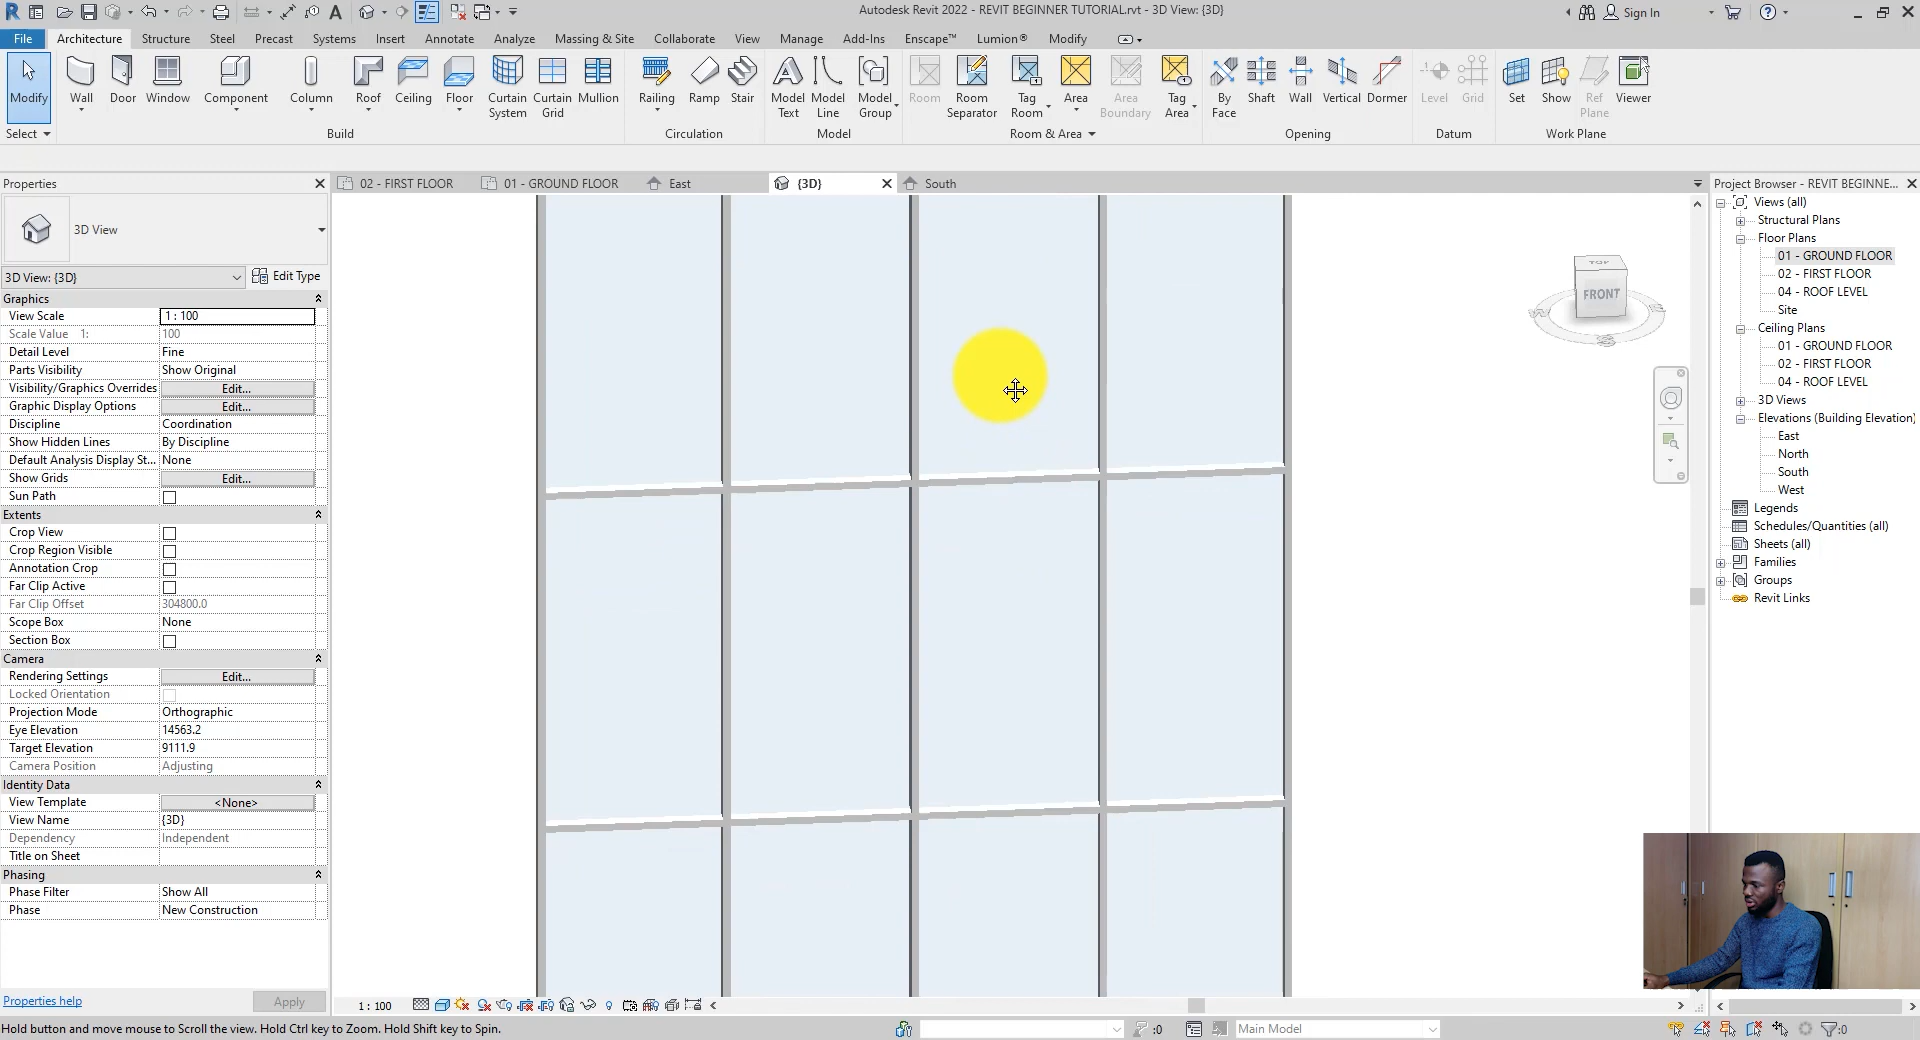 Autodesk Revit 2022 - REVIT BEGINNER TUTORIAL.rvt - 3D View: {3D}
Sign In
File Architecture Structure Steel Precast Systems Insert Annotate Analyze Massing & Site Collaborate View Manage Add-Ins Enscape™ Lumion® Modify
Modify Wall Door Window Component Column Roof Ceiling Floor Curtain System Curtain Grid Mullion Railing Ramp Stair Model Text Model Line Model Group Room Room Separator Tag Room Area Area Boundary Tag Area By Face Shaft Wall Vertical Dormer Level Grid Set Show Ref Plane Viewer
Select Build Circulation Model Room & Area Opening Datum Work Plane
Properties
02 - FIRST FLOOR 01 - GROUND FLOOR East {3D} South
Project Browser - REVIT BEGINNE...
3D View
3D View: {3D} Edit Type
Graphics
View Scale 1 : 100
Scale Value 1: 100
Detail Level Fine
Parts Visibility Show Original
Visibility/Graphics Overrides Edit...
Graphic Display Options Edit...
Discipline Coordination
Show Hidden Lines By Discipline
Default Analysis Display St... None
Show Grids Edit...
Sun Path
Extents
Crop View
Crop Region Visible
Annotation Crop
Far Clip Active
Far Clip Offset 304800.0
Scope Box None
Section Box
Camera
Rendering Settings Edit...
Locked Orientation
Projection Mode Orthographic
Eye Elevation 14563.2
Target Elevation 9111.9
Camera Position Adjusting
Identity Data
View Template <None>
View Name {3D}
Dependency Independent
Title on Sheet
Phasing
Phase Filter Show All
Phase New Construction
Properties help Apply
TOP
FRONT
W
S
Views (all)
Structural Plans
Floor Plans
01 - GROUND FLOOR
02 - FIRST FLOOR
04 - ROOF LEVEL
Site
Ceiling Plans
01 - GROUND FLOOR
02 - FIRST FLOOR
04 - ROOF LEVEL
3D Views
Elevations (Building Elevation)
East
North
South
West
Legends
Schedules/Quantities (all)
Sheets (all)
Families
Groups
Revit Links
1 : 100
Hold button and move mouse to Scroll the view. Hold Ctrl key to Zoom. Hold Shift key to Spin.
:0
Main Model
:0